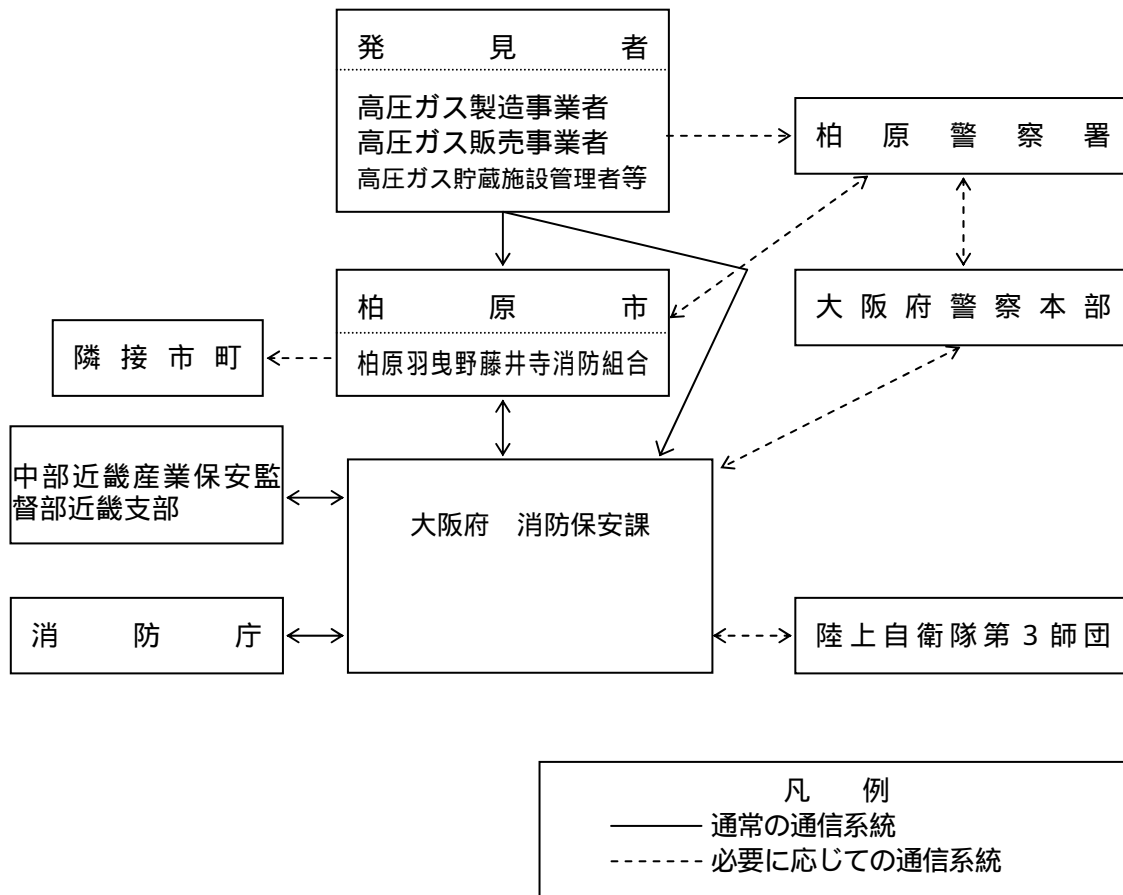 発見者
高圧ガス製造事業者
高圧ガス販売事業者
高圧ガス貯蔵施設管理者等
柏原警察署
柏原市
柏原羽曳野藤井寺消防組合
大阪府警察本部
隣接市町
中部近畿産業保安監
督部近畿支部
大阪府　消防保安課
消防庁
陸上自衛隊第3師団
凡　例
通常の通信系統
必要に応じての通信系統